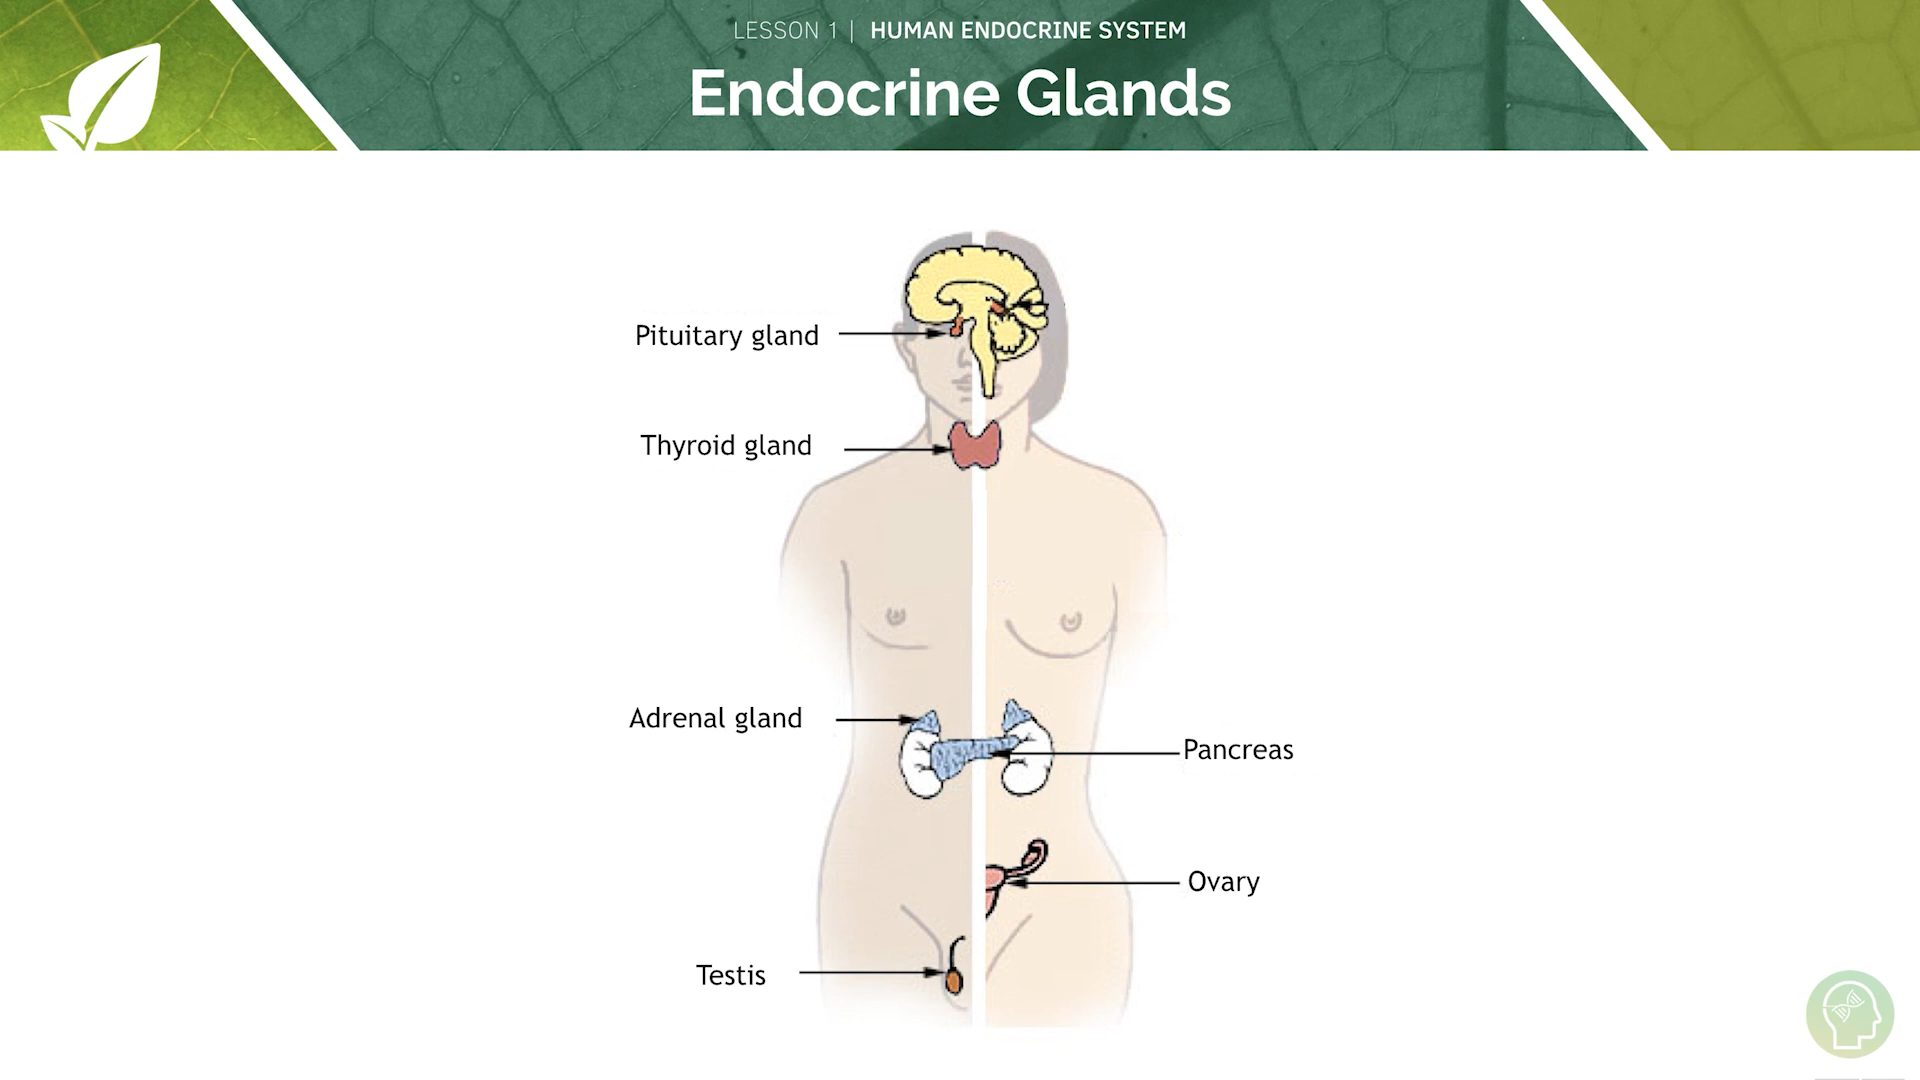 LESSON 1 | HUMAN ENDOCRINE SYSTEM
Endocrine Glands
Pituitary gland
Thyroid gland
Adrenal gland
Pancreas
Ovary
Testis